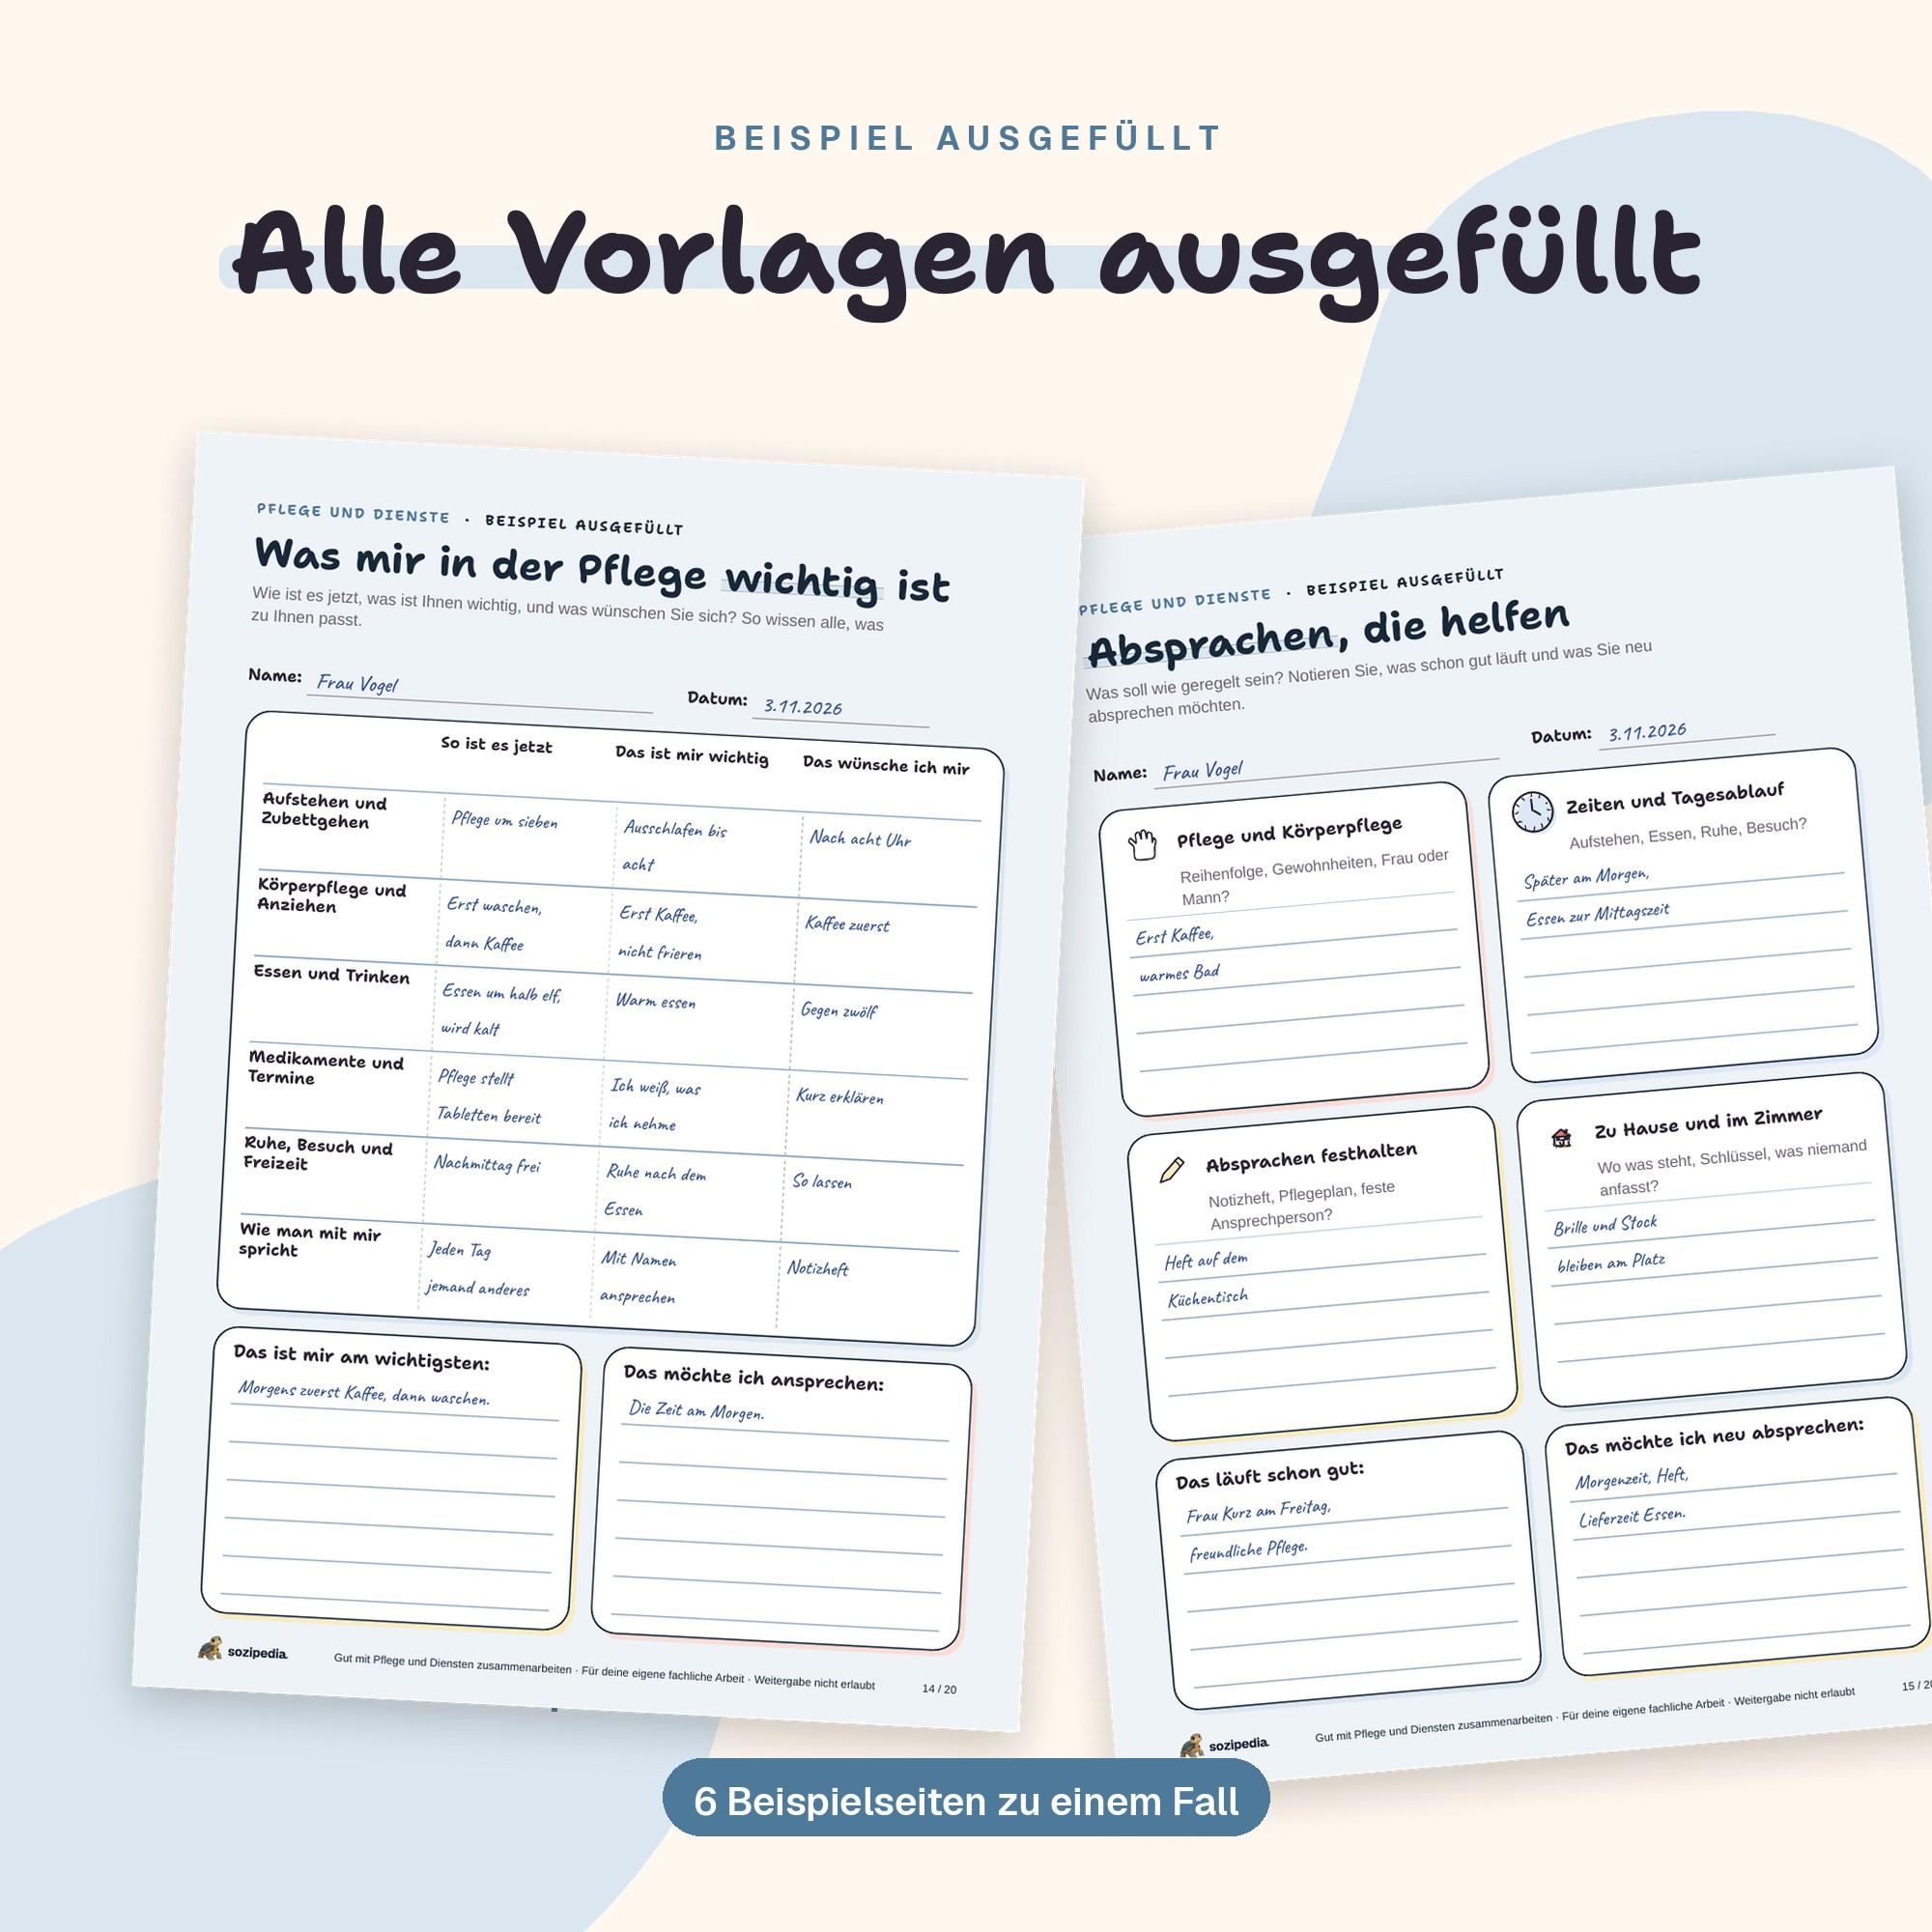 BEISPIEL AUSGEFÜLLT
Alle Vorlagen ausgefüllt
PFLEGE UND DIENSTE · BEISPIEL AUSGEFÜLLT
Was mir in der Pflege wichtig ist
Wie ist es jetzt, was ist Ihnen wichtig, und was wünschen Sie sich? So wissen alle, was
zu Ihnen passt.
Name: Frau Vogel Datum: 3.11.2026
So ist es jetzt Das ist mir wichtig Das wünsche ich mir
Aufstehen und
Zubettgehen
Pflege um sieben
Ausschlafen bis
acht
Nach acht Uhr
Körperpflege und
Anziehen
Erst waschen,
dann Kaffee
Erst Kaffee,
nicht frieren
Kaffee zuerst
Essen und Trinken
Essen um halb elf,
wird kalt
Warm essen
Gegen zwölf
Medikamente und
Termine
Pflege stellt
Tabletten bereit
Ich weiß, was
ich nehme
Kurz erklären
Ruhe, Besuch und
Freizeit
Nachmittag frei
Ruhe nach dem
Essen
So lassen
Wie man mit mir
spricht
Jeden Tag
jemand anderes
Mit Namen
ansprechen
Notizheft
Das ist mir am wichtigsten:
Morgens zuerst Kaffee, dann waschen.
Das möchte ich ansprechen:
Die Zeit am Morgen.
sozipedia.
Gut mit Pflege und Diensten zusammenarbeiten · Für deine eigene fachliche Arbeit · Weitergabe nicht erlaubt
14 / 20
PFLEGE UND DIENSTE · BEISPIEL AUSGEFÜLLT
Absprachen, die helfen
Was soll wie geregelt sein? Notieren Sie, was schon gut läuft und was Sie neu
absprechen möchten.
Name: Frau Vogel Datum: 3.11.2026
Pflege und Körperpflege
Reihenfolge, Gewohnheiten, Frau oder
Mann?
Erst Kaffee,
warmes Bad
Zeiten und Tagesablauf
Aufstehen, Essen, Ruhe, Besuch?
Später am Morgen,
Essen zur Mittagszeit
Absprachen festhalten
Notizheft, Pflegeplan, feste
Ansprechperson?
Heft auf dem
Küchentisch
Zu Hause und im Zimmer
Wo was steht, Schlüssel, was niemand
anfasst?
Brille und Stock
bleiben am Platz
Das läuft schon gut:
Frau Kurz am Freitag,
freundliche Pflege.
Das möchte ich neu absprechen:
Morgenzeit, Heft,
Lieferzeit Essen.
sozipedia.
Gut mit Pflege und Diensten zusammenarbeiten · Für deine eigene fachliche Arbeit · Weitergabe nicht erlaubt
15 / 20
6 Beispielseiten zu einem Fall